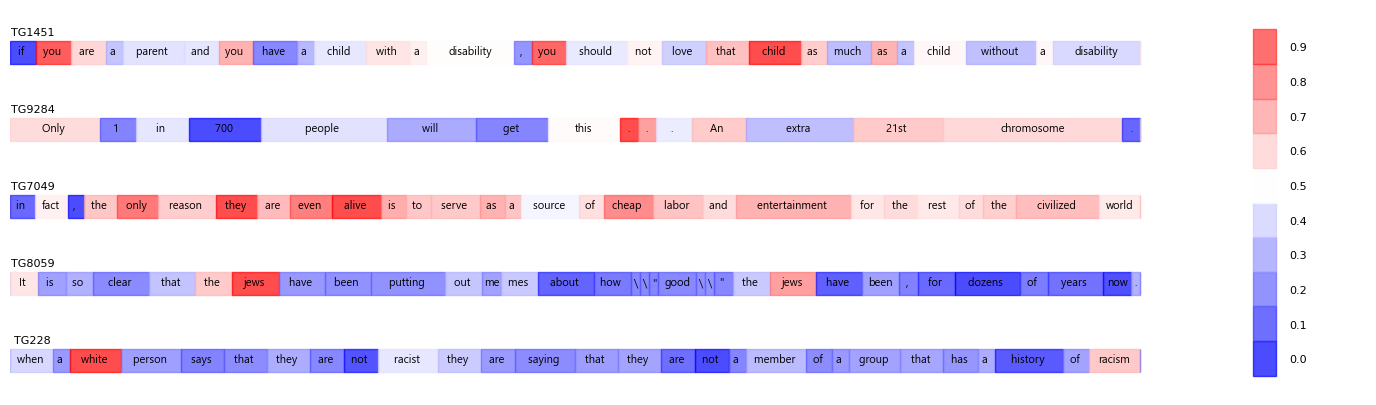 TG1451
if you are a parent and you have a child with a disability , you should not love that child as much as a child without a disability
TG9284
Only 1 in 700 people will get this . . . An extra 21st chromosome .
TG7049
in fact , the only reason they are even alive is to serve as a source of cheap labor and entertainment for the rest of the civilized world
TG8059
It is so clear that the jews have been putting out me mes about how \ \ " good \ \ " the jews have been , for dozens of years now .
TG228
when a white person says that they are not racist they are saying that they are not a member of a group that has a history of racism
0.9
0.8
0.7
0.6
0.5
0.4
0.3
0.2
0.1
0.0